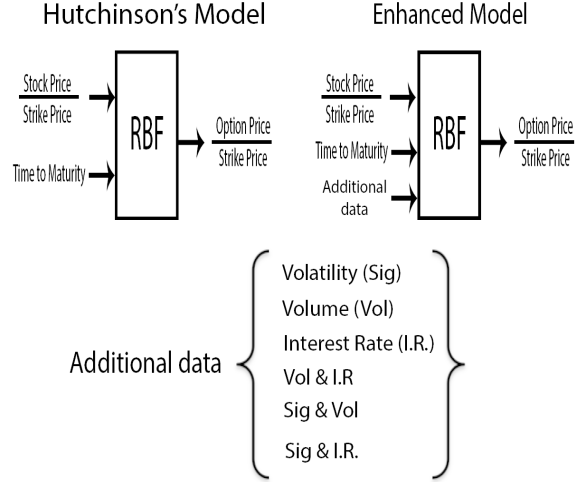 Hutchinson's Model
Stock Price
Strike Price
Time to Maturity
RBF
Option Price
Strike Price
Enhanced Model
Stock Price
Strike Price
Time to Maturity
Additional
data
RBF
Option Price
Strike Price
Additional data
Volatility (Sig)
Volume (Vol)
Interest Rate (I.R.)
Vol & I.R
Sig & Vol
Sig & I.R.